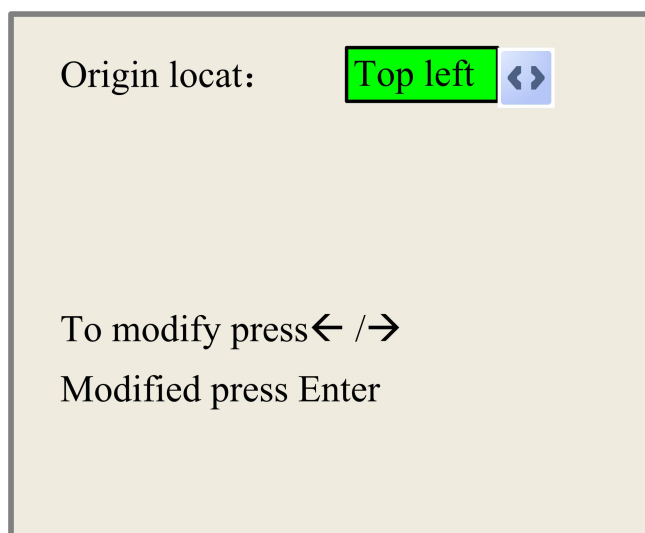 Origin locat： Top left
To modify press← /→
Modified press Enter